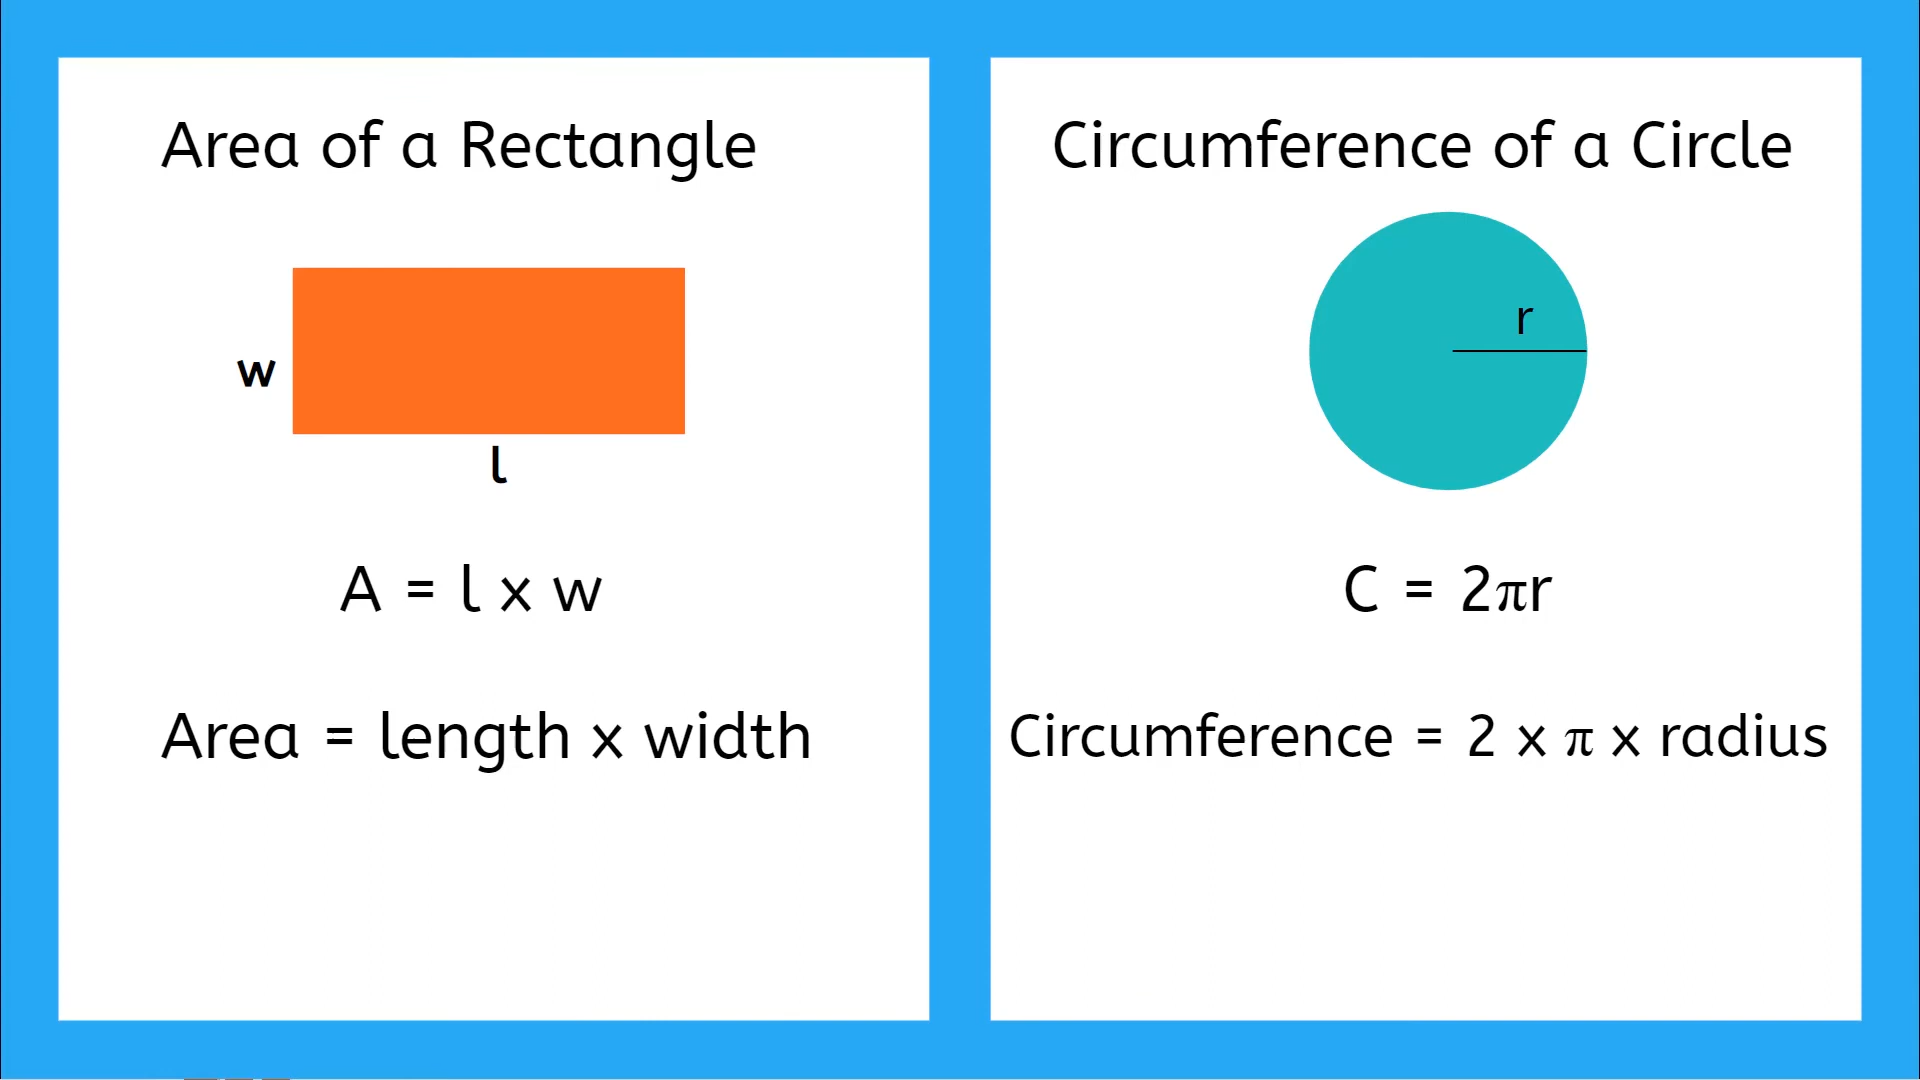 Area of a Rectangle
w
l
A = l x w
Area = length x width
Circumference of a Circle
r
C = 2πr
Circumference = 2 x π x radius